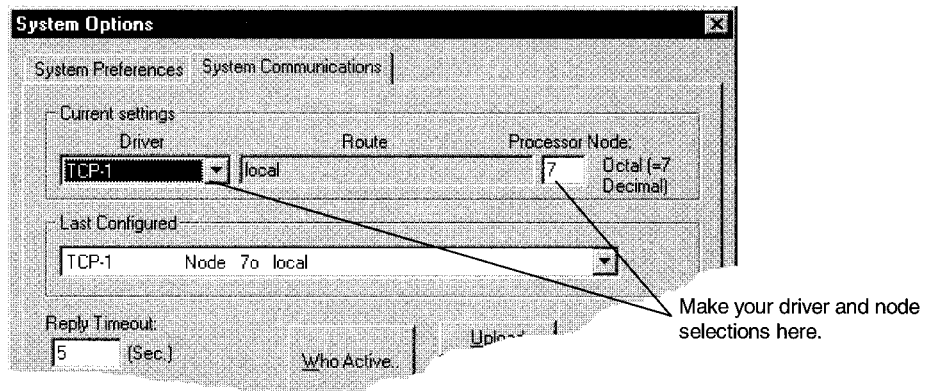 System Options
System Preferences System Communications
Current settings
Driver Route Processor Node:
TCP-1 local 7 Octal (=7
Decimal)
Last Configured
TCP-1 Node 7o local
Make your driver and node
selections here.
Reply Timeout:
5 (Sec.)
Who Active..